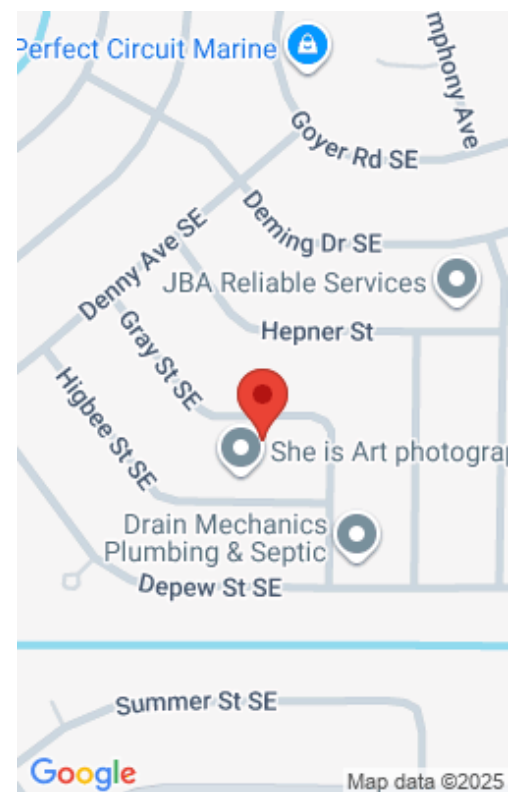 Perfect Circuit Marine
mphony Ave
Goyer Rd SE
Deming Dr SE
Denny Ave SE
JBA Reliable Services
Gray St SE
Hepner St
Higbee St SE
She is Art photograp
Drain Mechanics
Plumbing & Septic
Depew St SE
Summer St SE
Google
Map data ©2025